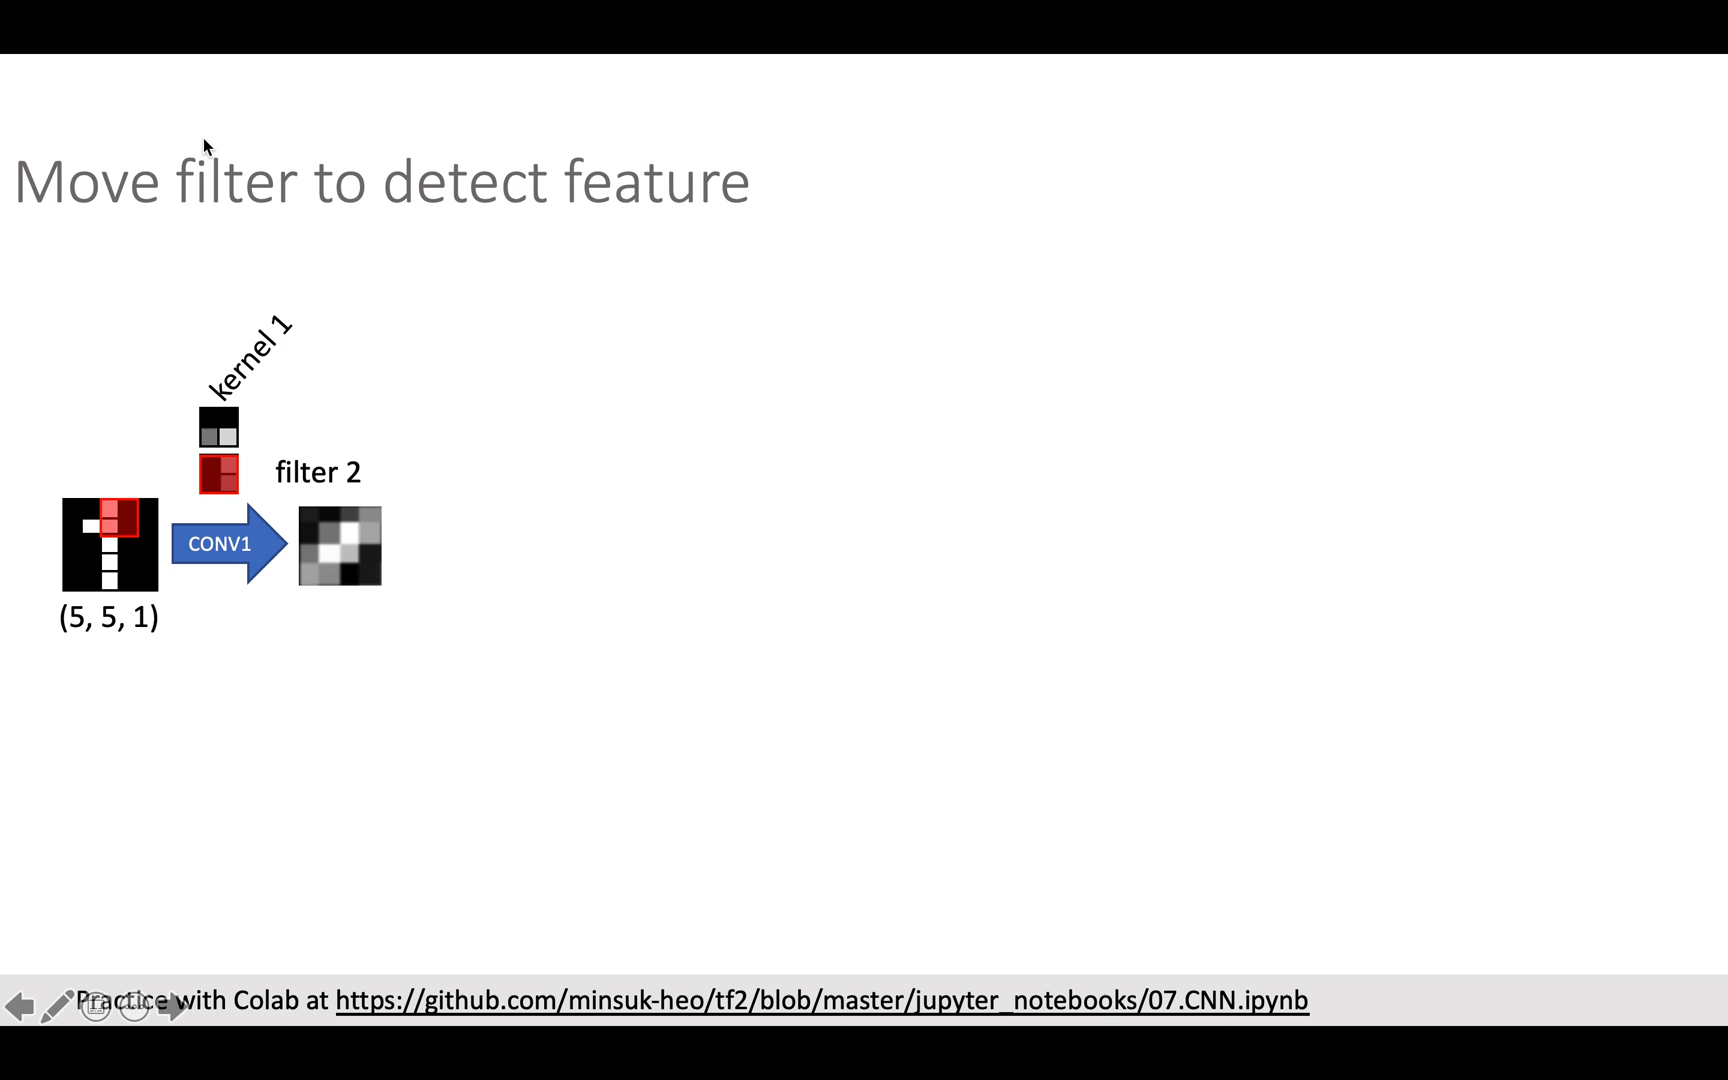 Move filter to detect feature
kernel 1
filter 2
CONV1
(5, 5, 1)
Practice with Colab at https://github.com/minsuk-heo/tf2/blob/master/jupyter_notebooks/07.CNN.ipynb